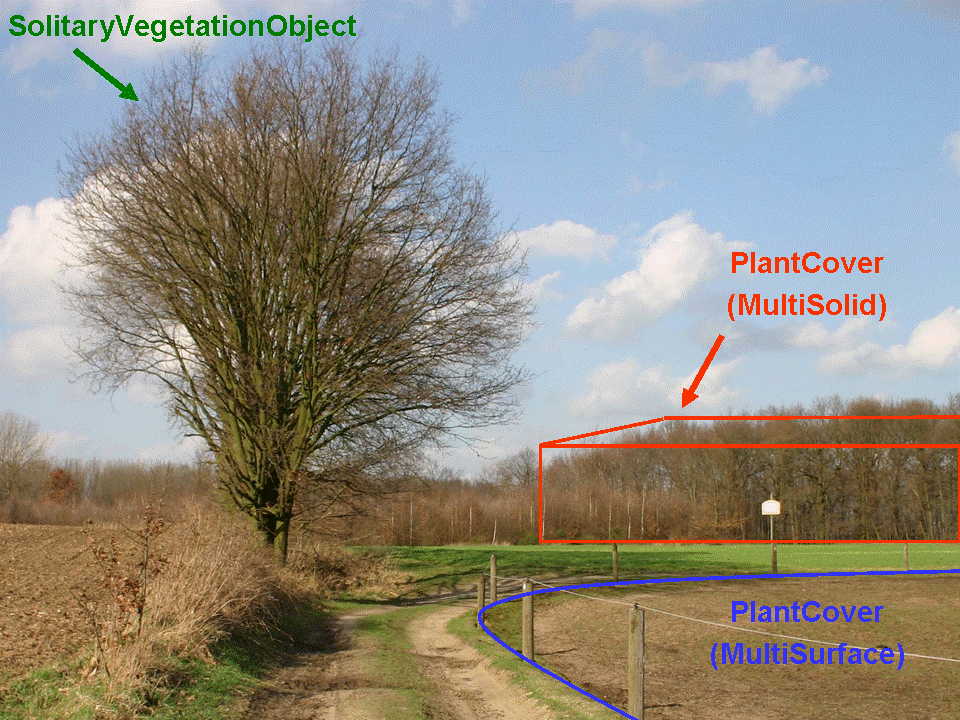 SolitaryVegetationObject
PlantCover
(MultiSolid)
PlantCover
(MultiSurface)